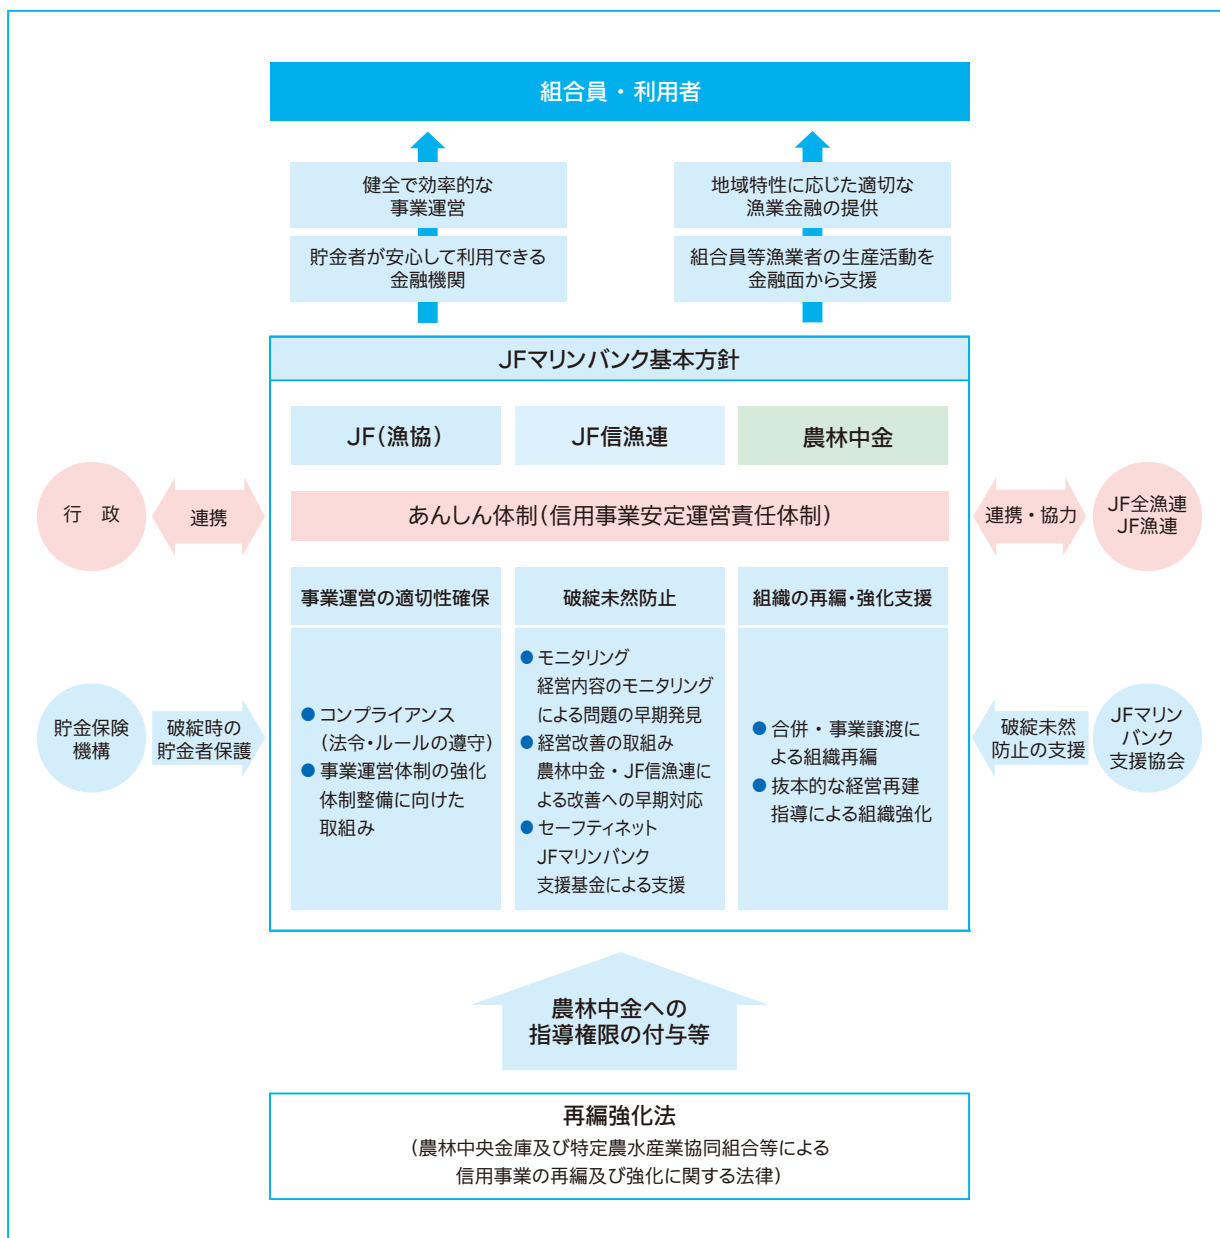 組合員・利用者
健全で効率的な
事業運営
貯金者が安心して利用できる
金融機関
地域特性に応じた適切な
漁業金融の提供
組合員等漁業者の生産活動を
金融面から支援
JFマリンバンク基本方針
JF(漁協)
JF信漁連
農林中金
行　政
連携
あんしん体制(信用事業安定運営責任体制)
連携・協力
JF全漁連
JF漁連
事業運営の適切性確保
●コンプライアンス
(法令・ルールの遵守)
●事業運営体制の強化
体制整備に向けた
取組み
破綻未然防止
●モニタリング
経営内容のモニタリング
による問題の早期発見
●経営改善の取組み
農林中金・JF信漁連に
よる改善への早期対応
●セーフティネット
JFマリンバンク
支援基金による支援
組織の再編・強化支援
●合併・事業譲渡に
よる組織再編
●抜本的な経営再建
指導による組織強化
貯金保険
機構
破綻時の
貯金者保護
破綻未然
防止の支援
JFマリン
バンク
支援協会
農林中金への
指導権限の付与等
再編強化法
(農林中央金庫及び特定農水産業協同組合等による
信用事業の再編及び強化に関する法律)